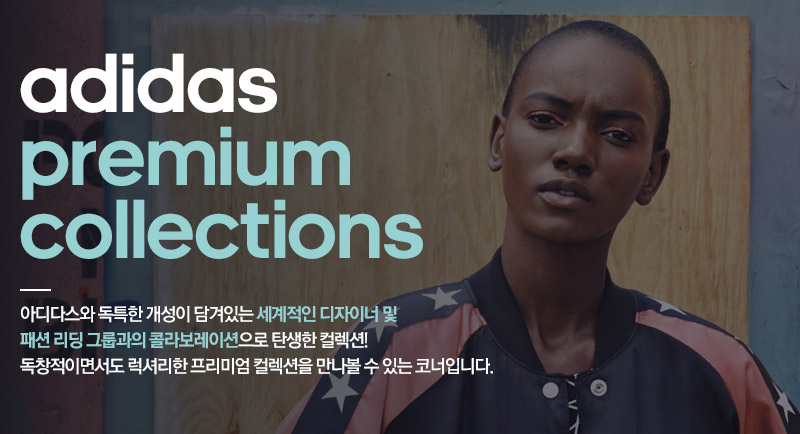 adidas
premium
collections
아디다스와 독특한 개성이 담겨있는 세계적인 디자이너 및
패션 리딩 그룹과의 콜라보레이션으로 탄생한 컬렉션!
독창적이면서도 럭셔리한 프리미엄 컬렉션을 만나볼 수 있는 코너입니다.